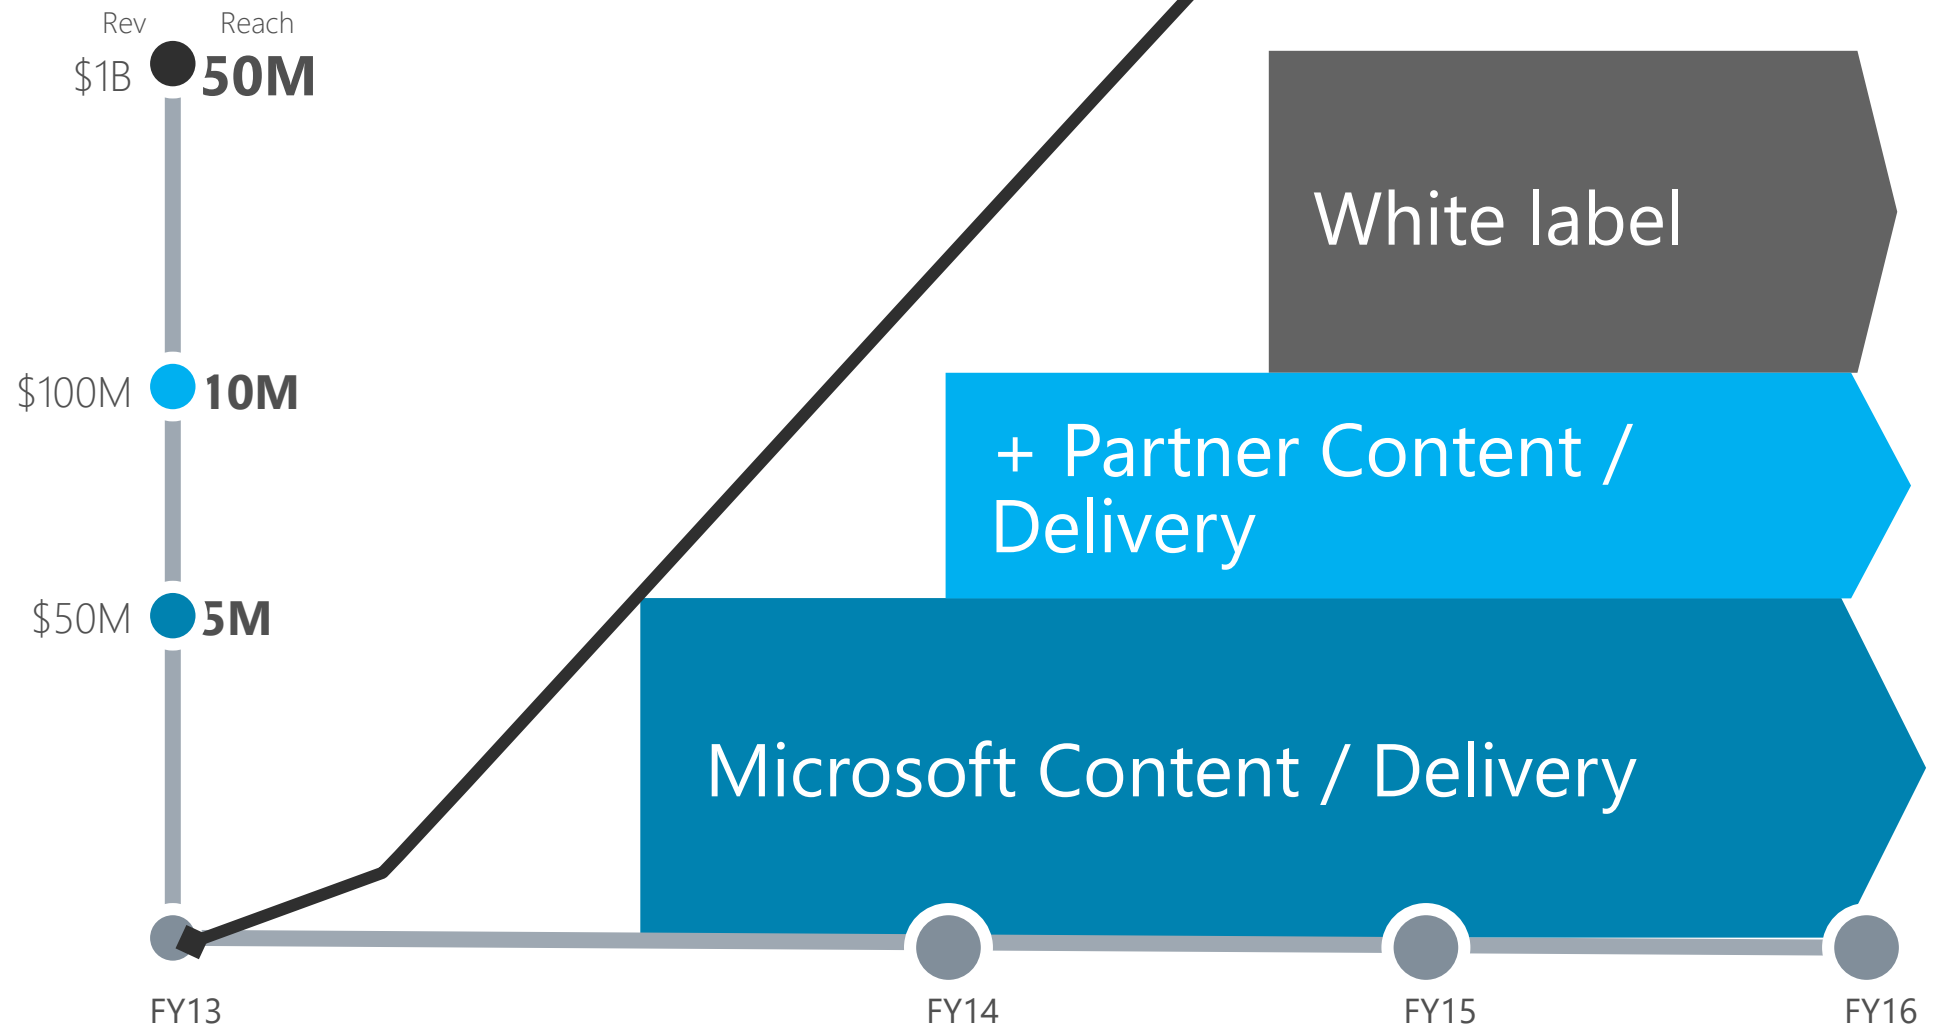 Rev Reach
$1B 50M
White label
$100M 10M
+ Partner Content /
Delivery
$50M 5M
Microsoft Content / Delivery
FY13 FY14 FY15 FY16